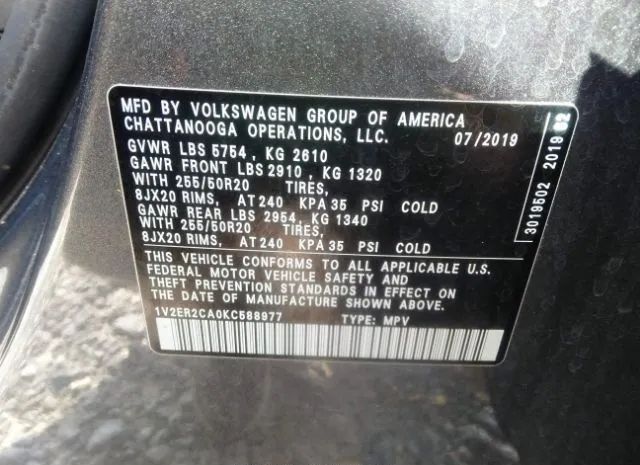 MFD BY VOLKSWAGEN GROUP OF AMERICA
CHATTANOOGA OPERATIONS, LLC. 07/2019
GVWR LBS 5754 , KG 2610
GAWR FRONT LBS 2910 , KG 1320
WITH 255/50R20 TIRES,
8JX20 RIMS, AT 240 KPA 35 PSI COLD
GAWR REAR LBS 2954, KG 1340
WITH 255/50R20 TIRES,
8JX20 RIMS, AT 240 KPA 35 PSI COLD
THIS VEHICLE CONFORMS TO ALL APPLICABLE U.S.
FEDERAL MOTOR VEHICLE SAFETY AND
THEFT PREVENTION STANDARDS IN EFFECT ON
THE DATE OF MANUFACTURE SHOWN ABOVE.
1V2ER2CA0KC588977 TYPE: MPV
3019502 2019